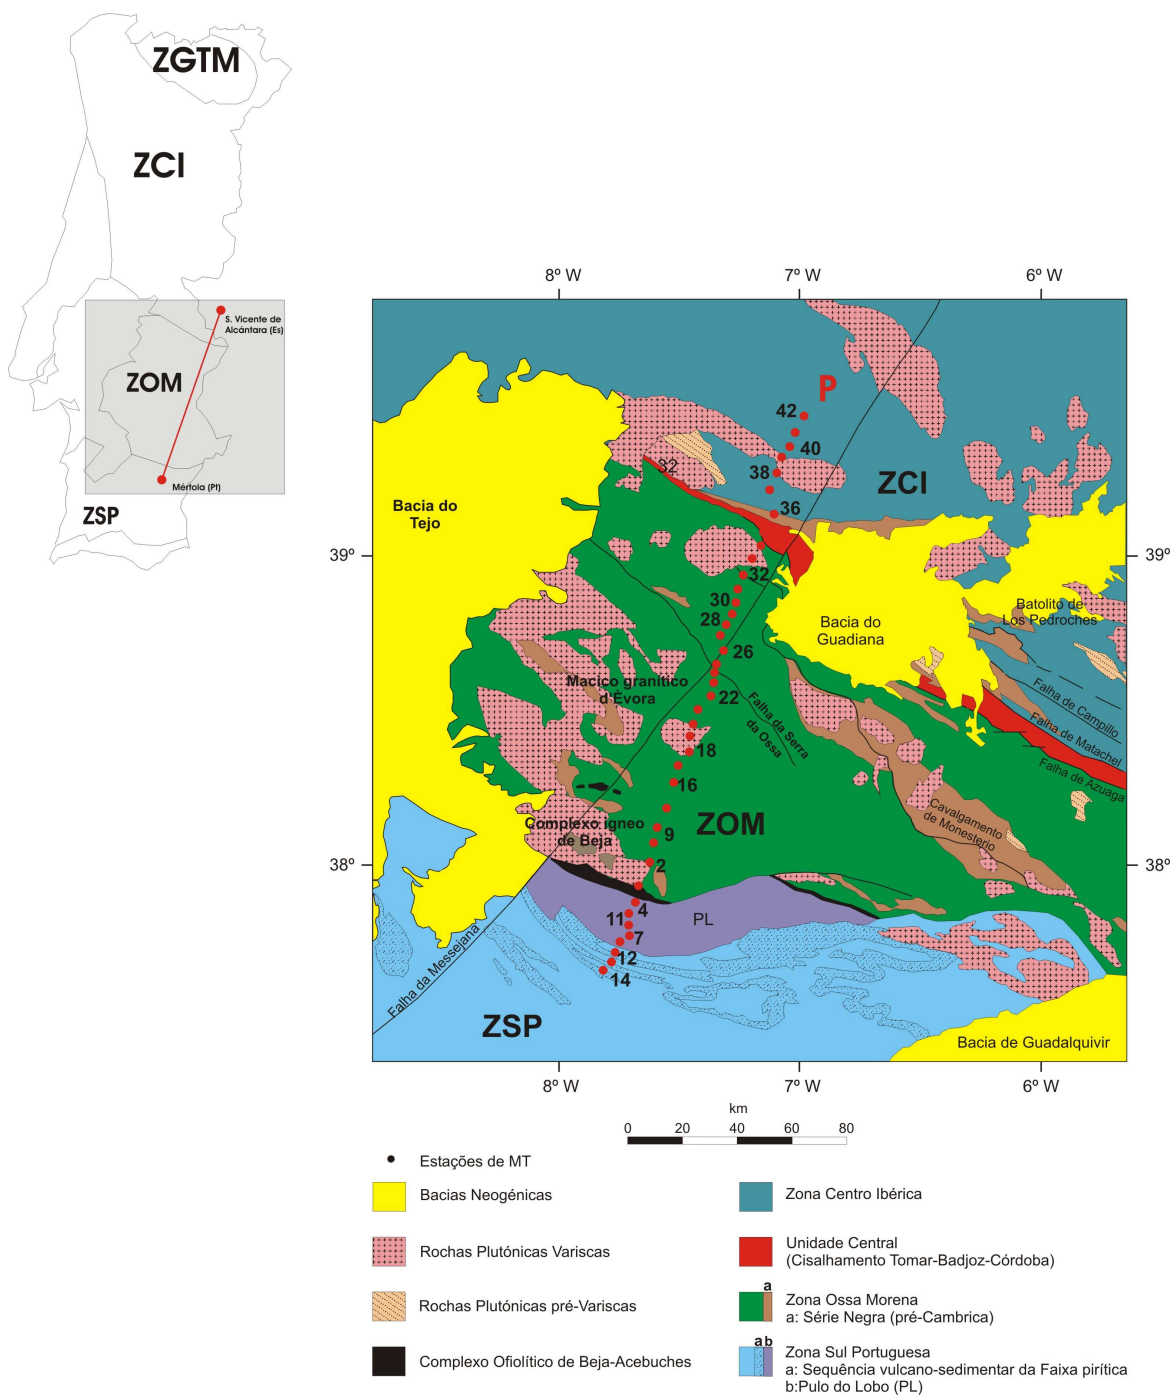 ZGTM
ZCI
S. Vicente de
Alcántara (Es)
ZOM
Mértola (Pt)
ZSP
8º W
7º W
6º W
P
42
40
32
38
ZCI
36
Bacia do
Tejo
39º
39º
32
30
Batolito de
Los Pedroches
28
Bacia do
Guadiana
26
Maciço granítico
d'Évora
22
Falha de Campillo
Falha da Serra
da Ossa
Falha de Matachel
18
Falha de Azuaga
16
Cavalgamento
de Monesterio
ZOM
Complexo ígneo
de Beja
9
38º
38º
2
4
11
PL
7
12
14
Falha da Messejana
ZSP
Bacia de Guadalquivir
8º W
7º W
6º W
km
0 20 40 60 80
Estações de MT
Bacias Neogénicas
Zona Centro Ibérica
Rochas Plutónicas Variscas
Unidade Central
(Cisalhamento Tomar-Badjoz-Córdoba)
Rochas Plutónicas pré-Variscas
a
Zona Ossa Morena
a: Série Negra (pré-Cambrica)
Complexo Ofiolítico de Beja-Acebuches
a b
Zona Sul Portuguesa
a: Sequência vulcano-sedimentar da Faixa pirítica
b:Pulo do Lobo (PL)